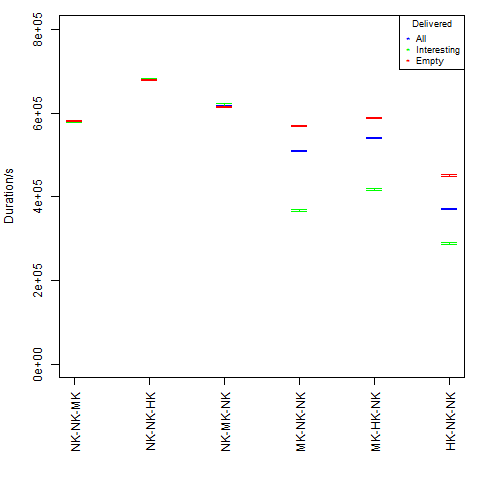 Delivered
All
Interesting
Empty
Duration/s
8e+05
6e+05
4e+05
2e+05
0e+00
NK-NK-MK
NK-NK-HK
NK-MK-NK
MK-NK-NK
MK-HK-NK
HK-NK-NK